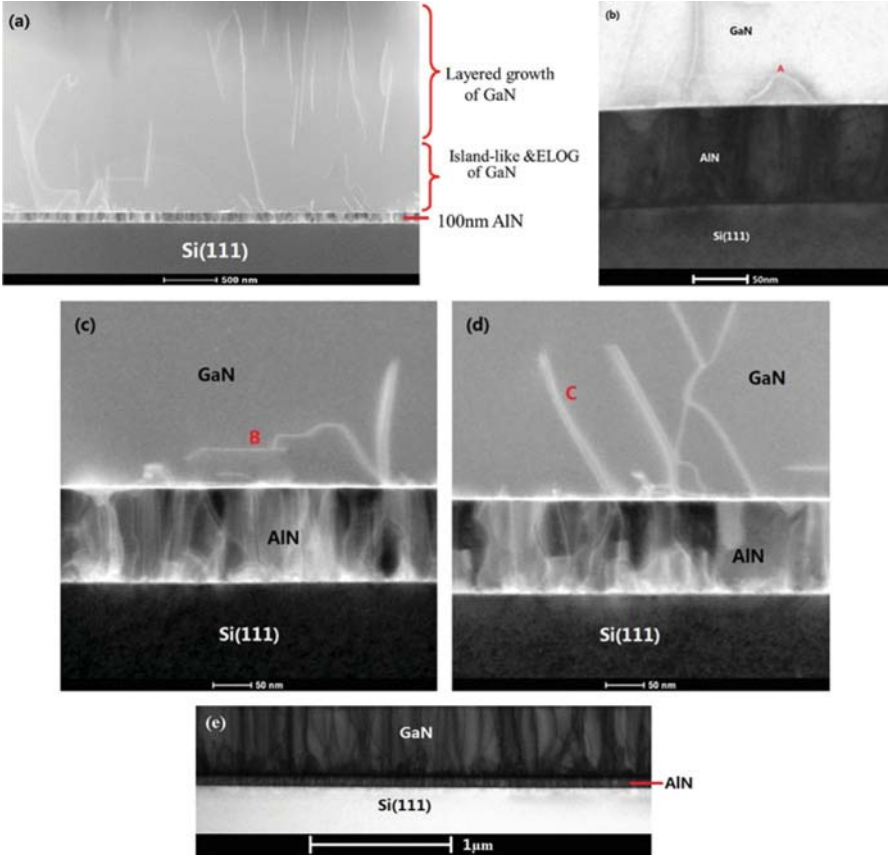 (a)
Layered growth
of GaN
Island-like &ELOG
of GaN
100nm AlN
Si(111)
500 nm
(b)
GaN
A
AlN
Si(111)
50nm
(c)
GaN
B
AlN
Si(111)
50 nm
(d)
GaN
C
AlN
Si(111)
50 nm
(e)
GaN
AlN
Si(111)
1μm